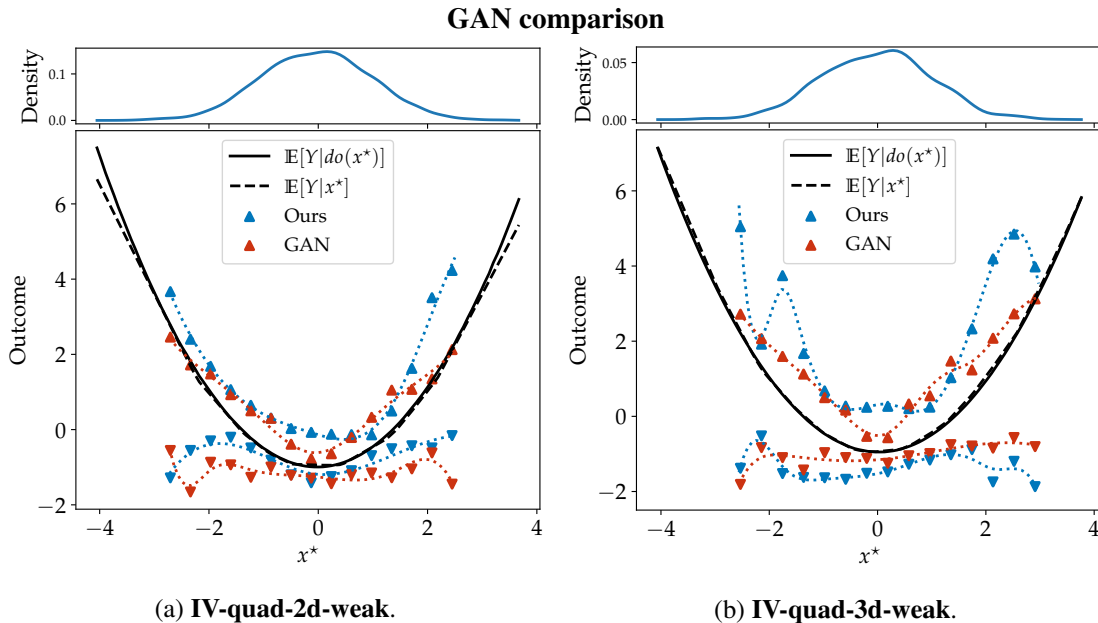 GAN comparison
Density
0.1
0.0
Outcome
6
4
2
0
−2
𝔼[Y|do(x⋆)]
𝔼[Y|x⋆]
Ours
GAN
−4 −2 0 2 4
x⋆
(a) IV-quad-2d-weak.
Density
0.05
0.00
Outcome
6
4
2
0
−2
𝔼[Y|do(x⋆)]
𝔼[Y|x⋆]
Ours
GAN
−4 −2 0 2 4
x⋆
(b) IV-quad-3d-weak.